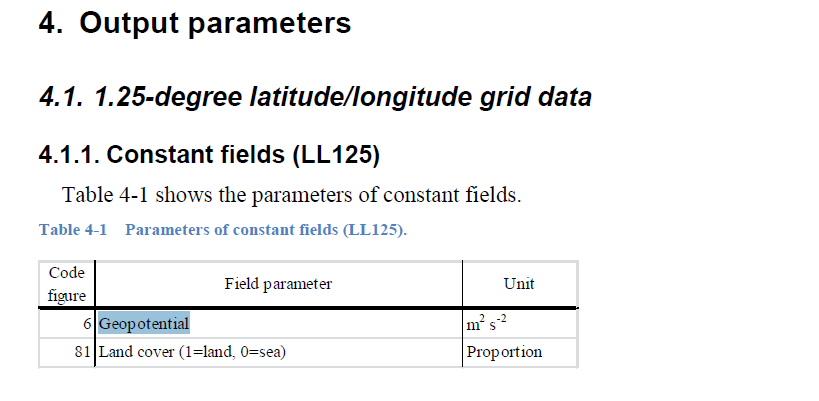 4. Output parameters
4.1. 1.25-degree latitude/longitude grid data
4.1.1. Constant fields (LL125)
Table 4-1 shows the parameters of constant fields.
Table 4-1 Parameters of constant fields (LL125).
Code figure Field parameter Unit
6 Geopotential m² s⁻²
81 Land cover (1=land, 0=sea) Proportion